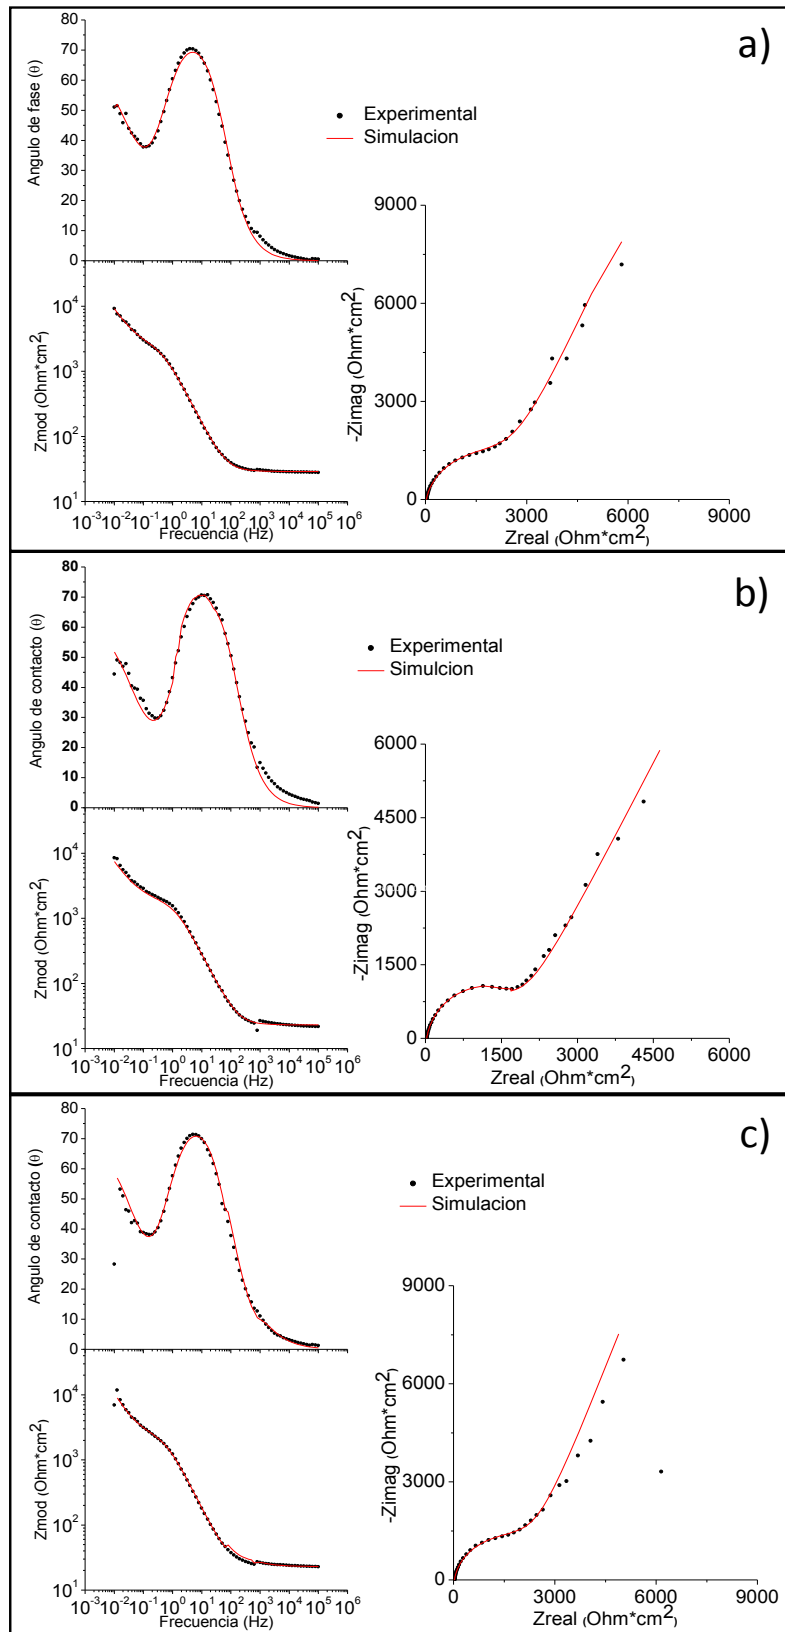 a)
80
70
60
50
40
30
20
10
0
Angulo de fase (θ)
Experimental
Simulacion
10^4
10^3
10^2
10^1
Zmod (Ohm*cm2)
10^-3 10^-2 10^-1 10^0 10^1 10^2 10^3 10^4 10^5 10^6
Frecuencia (Hz)
9000
6000
3000
0
-Zimag (Ohm*cm2)
0 3000 6000 9000
Zreal (Ohm*cm2)
b)
80
70
60
50
40
30
20
10
0
Angulo de contacto (θ)
Experimental
Simulcion
10^4
10^3
10^2
10^1
Zmod (Ohm*cm2)
10^-3 10^-2 10^-1 10^0 10^1 10^2 10^3 10^4 10^5 10^6
Frecuencia (Hz)
6000
4500
3000
1500
0
-Zimag (Ohm*cm2)
0 1500 3000 4500 6000
Zreal (Ohm*cm2)
c)
80
70
60
50
40
30
20
10
0
Angulo de contacto (θ)
Experimental
Simulacion
10^4
10^3
10^2
10^1
Zmod (Ohm*cm2)
10^-3 10^-2 10^-1 10^0 10^1 10^2 10^3 10^4 10^5 10^6
Frecuencia (Hz)
9000
6000
3000
0
-Zimag (Ohm*cm2)
0 3000 6000 9000
Zreal (Ohm*cm2)